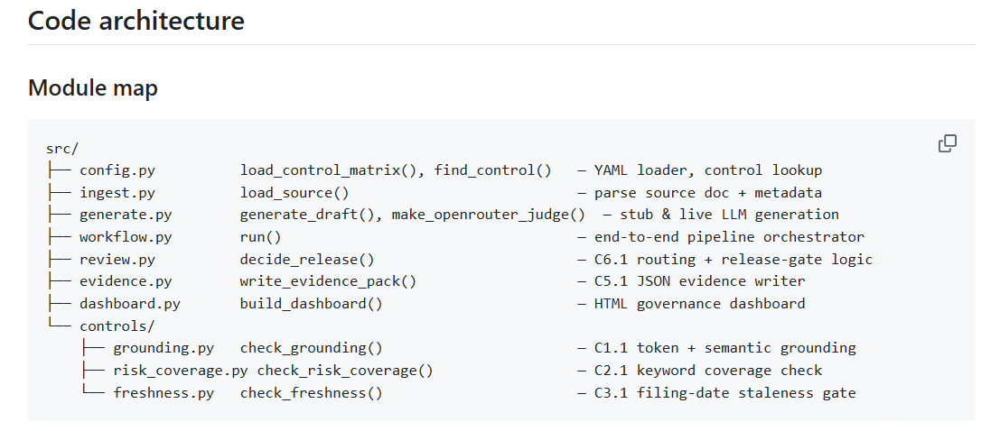 Code architecture
Module map
src/
├── config.py          load_control_matrix(), find_control()   — YAML loader, control lookup
├── ingest.py          load_source()                           — parse source doc + metadata
├── generate.py        generate_draft(), make_openrouter_judge()  — stub & live LLM generation
├── workflow.py        run()                                   — end-to-end pipeline orchestrator
├── review.py          decide_release()                        — C6.1 routing + release-gate logic
├── evidence.py        write_evidence_pack()                   — C5.1 JSON evidence writer
├── dashboard.py       build_dashboard()                       — HTML governance dashboard
└── controls/
    ├── grounding.py   check_grounding()                       — C1.1 token + semantic grounding
    ├── risk_coverage.py check_risk_coverage()                 — C2.1 keyword coverage check
    └── freshness.py   check_freshness()                       — C3.1 filing-date staleness gate